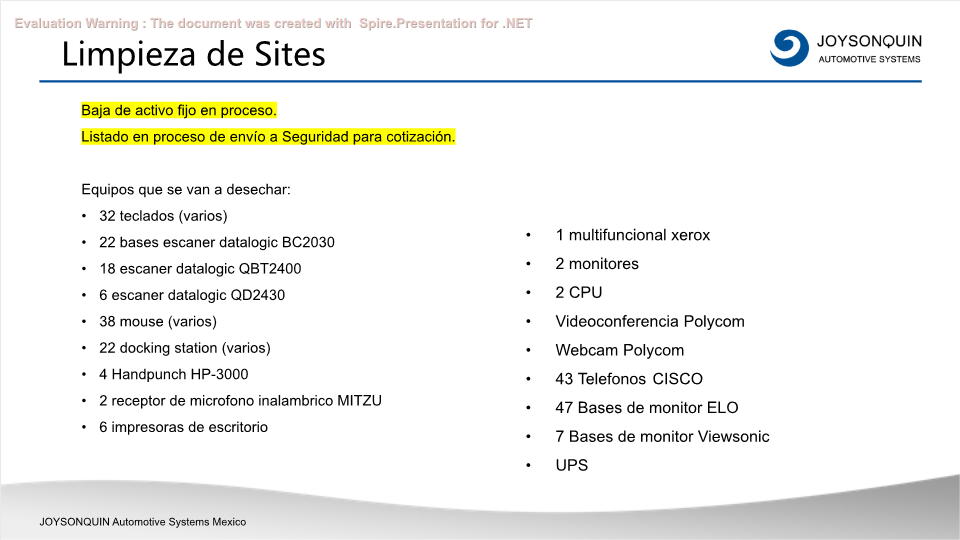 Evaluation Warning : The document was created with  Spire.Presentation for .NET
Limpieza de Sites
JOYSONQUIN
AUTOMOTIVE SYSTEMS
Baja de activo fijo en proceso.
Listado en proceso de envío a Seguridad para cotización.
Equipos que se van a desechar:
• 32 teclados (varios)
• 22 bases escaner datalogic BC2030
• 18 escaner datalogic QBT2400
• 6 escaner datalogic QD2430
• 38 mouse (varios)
• 22 docking station (varios)
• 4 Handpunch HP-3000
• 2 receptor de microfono inalambrico MITZU
• 6 impresoras de escritorio
• 1 multifuncional xerox
• 2 monitores
• 2 CPU
• Videoconferencia Polycom
• Webcam Polycom
• 43 Telefonos CISCO
• 47 Bases de monitor ELO
• 7 Bases de monitor Viewsonic
• UPS
JOYSONQUIN Automotive Systems Mexico